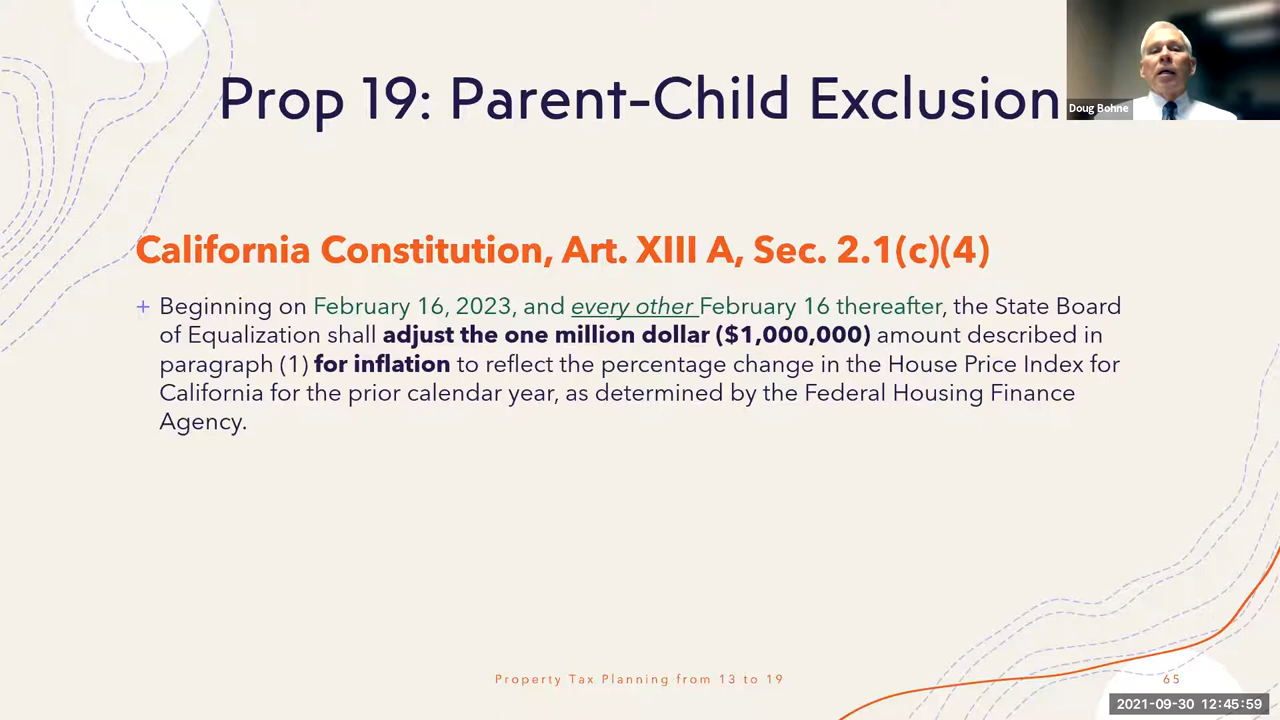 Prop 19: Parent-Child Exclusion
Doug Bohne
California Constitution, Art. XIII A, Sec. 2.1(c)(4)
+ Beginning on February 16, 2023, and every other February 16 thereafter, the State Board
of Equalization shall adjust the one million dollar ($1,000,000) amount described in
paragraph (1) for inflation to reflect the percentage change in the House Price Index for
California for the prior calendar year, as determined by the Federal Housing Finance
Agency.
Property Tax Planning from 13 to 19
65
2021-09-30 12:45:59